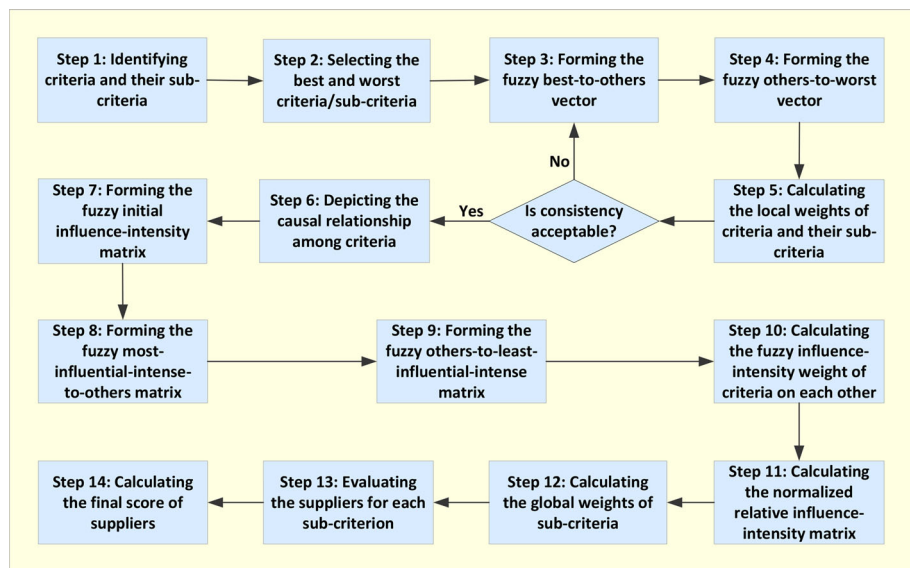 Step 1: Identifying
criteria and their sub-
criteria
Step 2: Selecting the
best and worst
criteria/sub-criteria
Step 3: Forming the
fuzzy best-to-others
vector
Step 4: Forming the
fuzzy others-to-worst
vector
No
Step 5: Calculating
the local weights of
criteria and their sub-
criteria
Is consistency
acceptable?
Yes
Step 6: Depicting the
causal relationship
among criteria
Step 7: Forming the
fuzzy initial
influence-intensity
matrix
Step 8: Forming the
fuzzy most-
influential-intense-
to-others matrix
Step 9: Forming the
fuzzy others-to-least-
influential-intense
matrix
Step 10: Calculating
the fuzzy influence-
intensity weight of
criteria on each other
Step 11: Calculating
the normalized
relative influence-
intensity matrix
Step 12: Calculating
the global weights of
sub-criteria
Step 13: Evaluating
the suppliers for each
sub-criterion
Step 14: Calculating
the final score of
suppliers